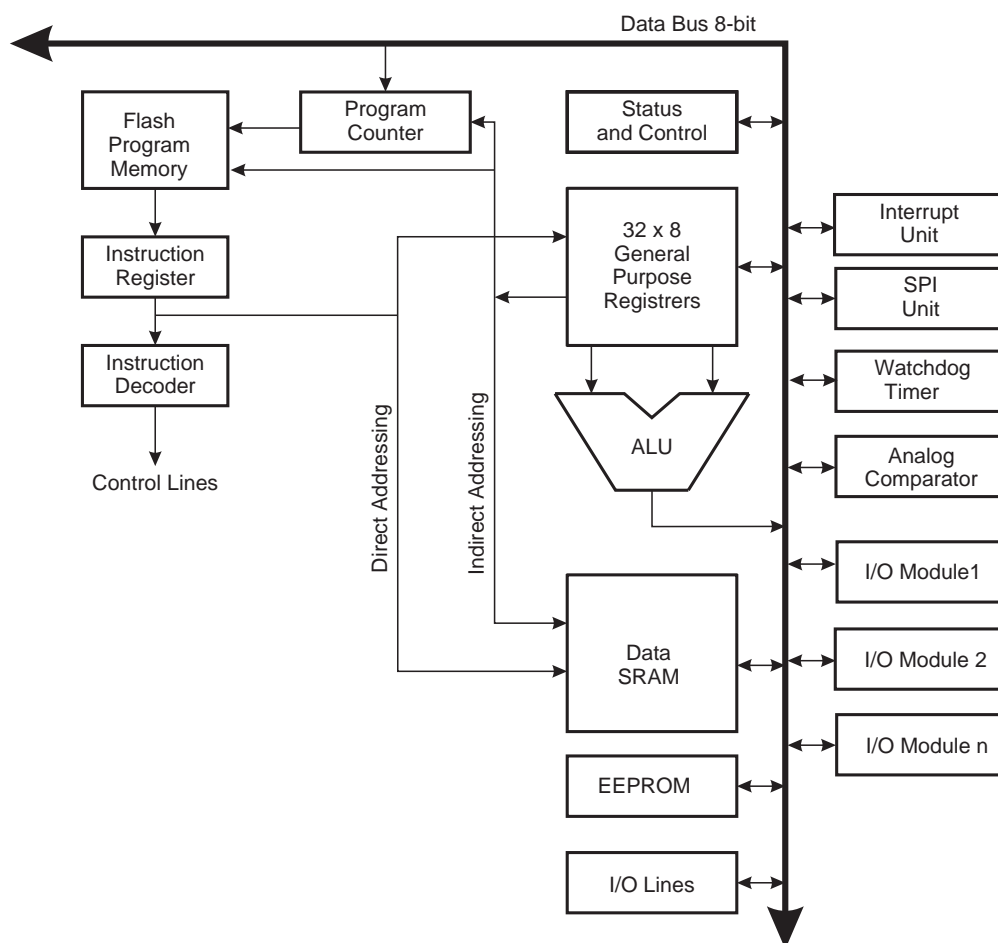 Data Bus 8-bit
Flash
Program
Memory
Program
Counter
Status
and Control
32 x 8
General
Purpose
Registrers
Interrupt
Unit
Instruction
Register
SPI
Unit
Instruction
Decoder
Watchdog
Timer
Control Lines
Direct Addressing
Indirect Addressing
ALU
Analog
Comparator
I/O Module1
Data
SRAM
I/O Module 2
I/O Module n
EEPROM
I/O Lines